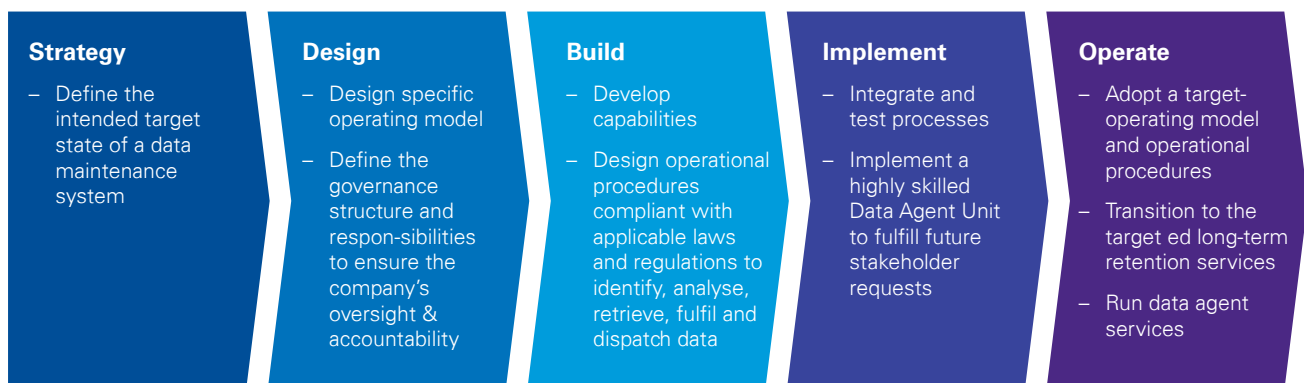 Strategy
– Define the
intended target
state of a data
maintenance
system
Design
– Design specific
operating model
– Define the
governance
structure and
respon-sibilities
to ensure the
company’s
oversight &
accountability
Build
– Develop
capabilities
– Design operational
procedures
compliant with
applicable laws
and regulations to
identify, analyse,
retrieve, fulfil and
dispatch data
Implement
– Integrate and
test processes
– Implement a
highly skilled
Data Agent Unit
to fulfill future
stakeholder
requests
Operate
– Adopt a target-
operating model
and operational
procedures
– Transition to the
target ed long-term
retention services
– Run data agent
services